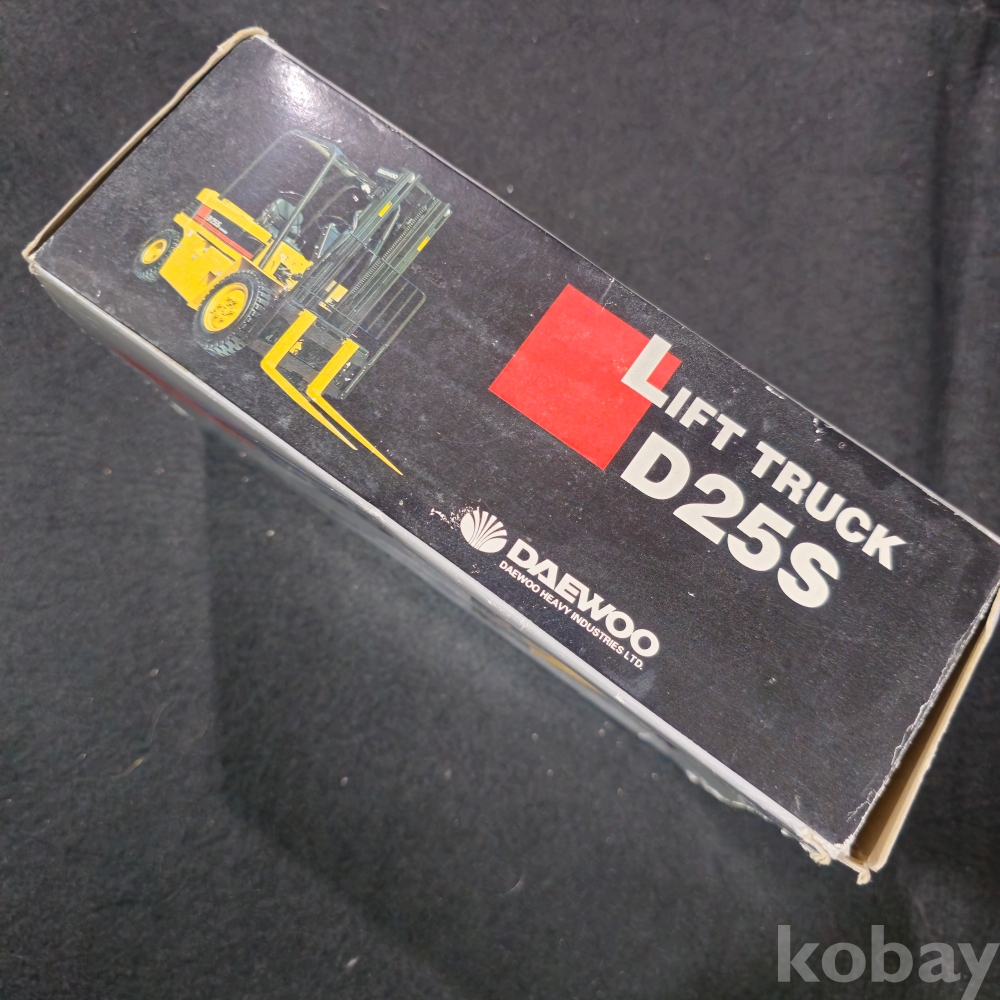 LIFT TRUCK
D25S
DAEWOO
DAEWOO HEAVY INDUSTRIES LTD.
kobay